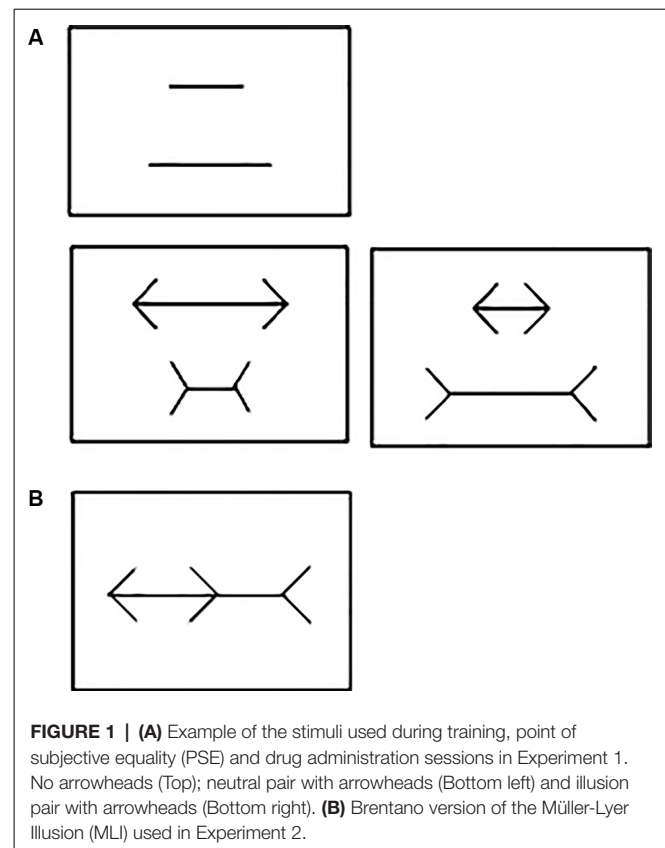 A
B
FIGURE 1 | (A) Example of the stimuli used during training, point of
subjective equality (PSE) and drug administration sessions in Experiment 1.
No arrowheads (Top); neutral pair with arrowheads (Bottom left) and illusion
pair with arrowheads (Bottom right). (B) Brentano version of the Müller-Lyer
Illusion (MLI) used in Experiment 2.